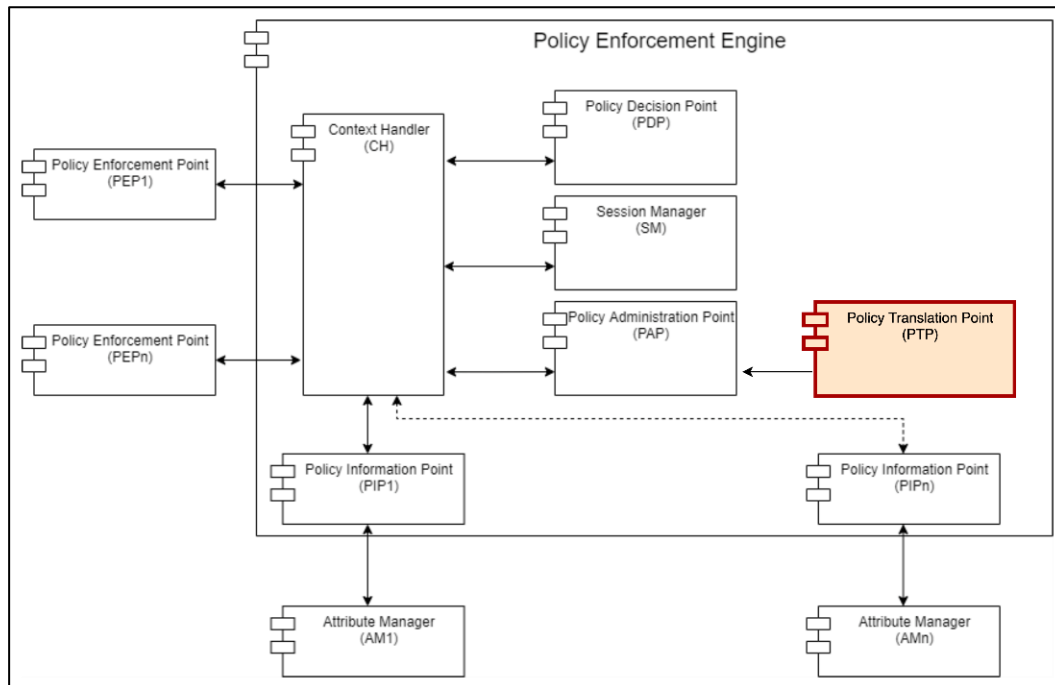 Policy Enforcement Engine
Policy Decision Point
(PDP)
Context Handler
(CH)
Policy Enforcement Point
(PEP1)
Session Manager
(SM)
Policy Administration Point
(PAP)
Policy Translation Point
(PTP)
Policy Enforcement Point
(PEPn)
Policy Information Point
(PIP1)
Policy Information Point
(PIPn)
Attribute Manager
(AM1)
Attribute Manager
(AMn)